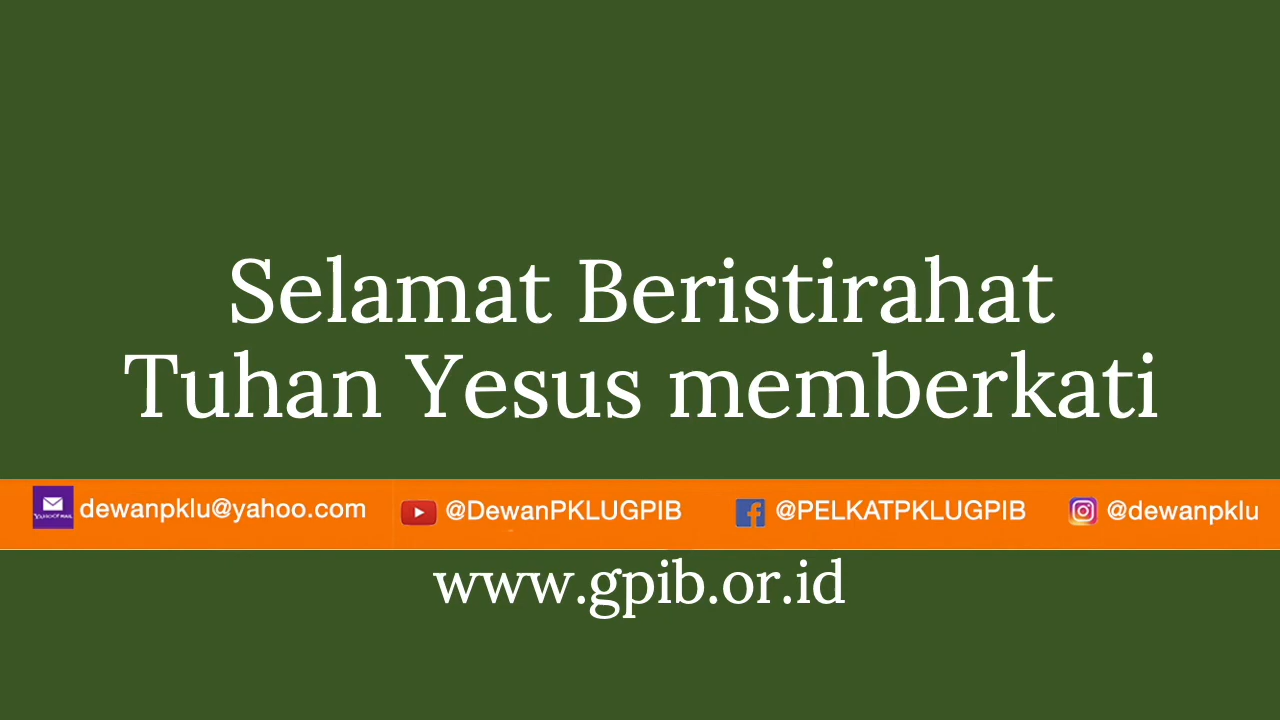 Selamat Beristirahat
Tuhan Yesus memberkati
dewanpklu@yahoo.com @DewanPKLUGPIB @PELKATPKLUGPIB @dewanpklu
www.gpib.or.id